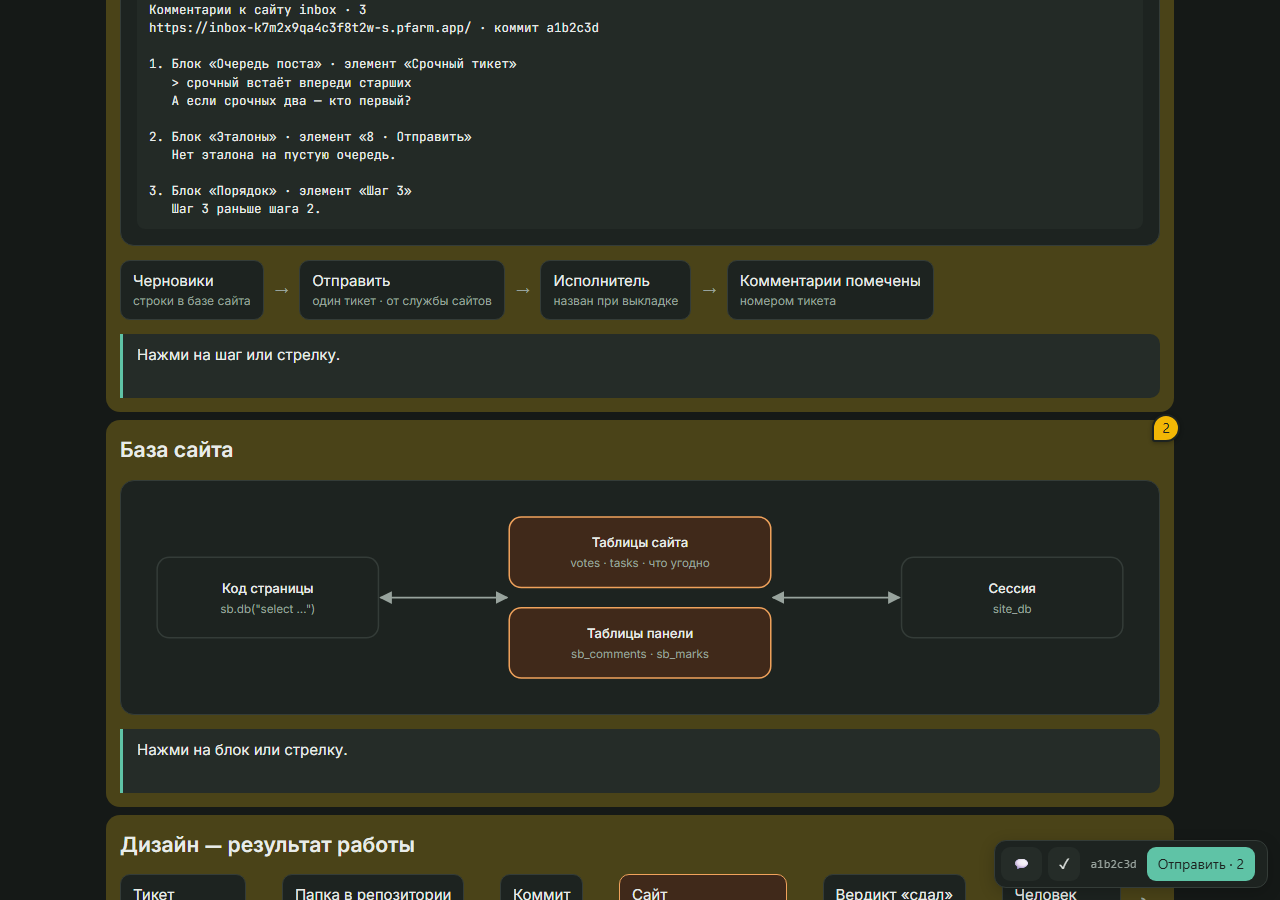 Комментарии к сайту inbox · 3
https://inbox-k7m2x9qa4c3f8t2w-s.pfarm.app/ · коммит a1b2c3d
1. Блок «Очередь поста» · элемент «Срочный тикет»
> срочный встаёт впереди старших
А если срочных два — кто первый?
2. Блок «Эталоны» · элемент «8 · Отправить»
Нет эталона на пустую очередь.
3. Блок «Порядок» · элемент «Шаг 3»
Шаг 3 раньше шага 2.
Черновики → Отправить → Исполнитель → Комментарии помечены
строки в базе сайта один тикет · от службы сайтов назван при выкладке номером тикета
Нажми на шаг или стрелку.
2
База сайта
Таблицы сайта
votes · tasks · что угодно
Код страницы Сессия
sb.db("select ...") site_db
Таблицы панели
sb_comments · sb_marks
Нажми на блок или стрелку.
Дизайн — результат работы
a1b2c3d Отправить · 2
Тикет Папка в репозитории Коммит Сайт Вердикт «сдал» Человек